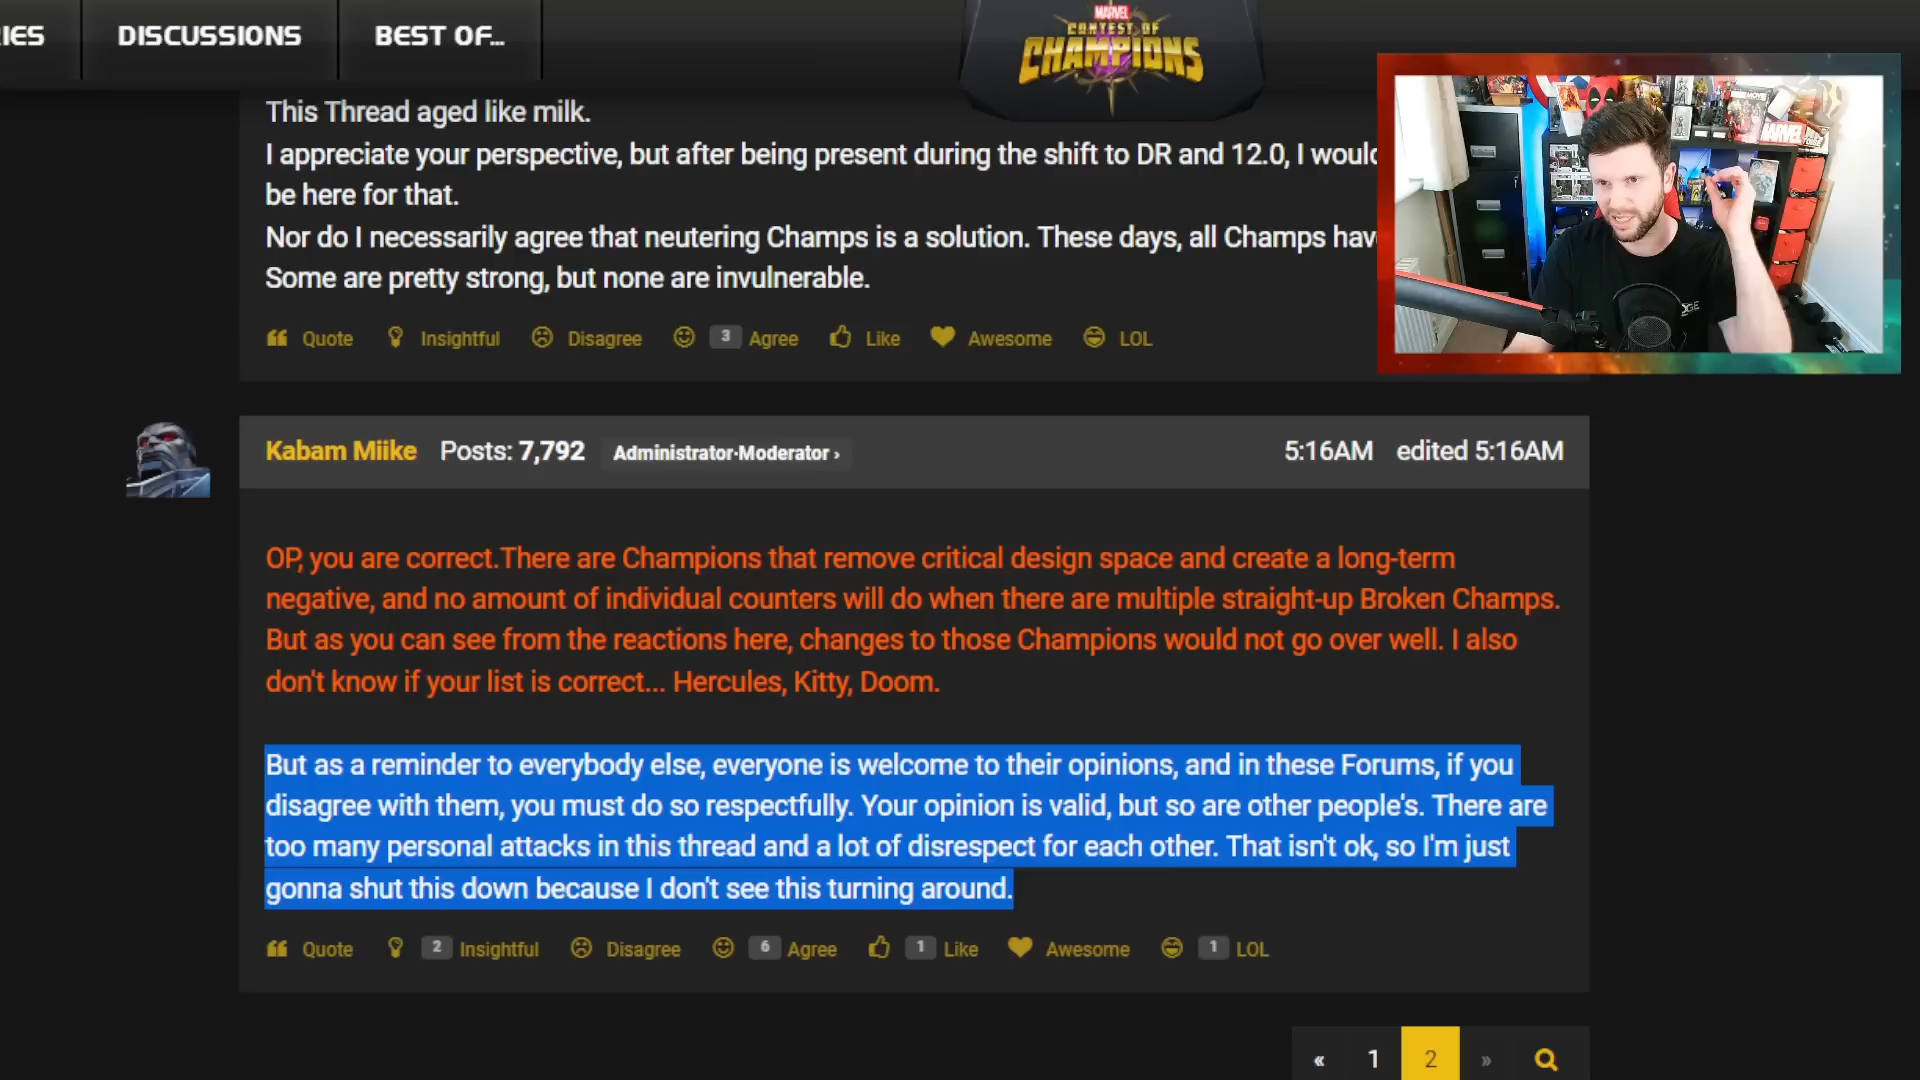 IES
DISCUSSIONS
BEST OF...
MARVEL
CONTEST OF
CHAMPIONS
This Thread aged like milk.
I appreciate your perspective, but after being present during the shift to DR and 12.0, I would
be here for that.
Nor do I necessarily agree that neutering Champs is a solution. These days, all Champs have
Some are pretty strong, but none are invulnerable.
Quote Insightful Disagree 3 Agree Like Awesome LOL
Kabam Miike Posts: 7,792 Administrator·Moderator › 5:16AM edited 5:16AM
OP, you are correct.There are Champions that remove critical design space and create a long-term
negative, and no amount of individual counters will do when there are multiple straight-up Broken Champs.
But as you can see from the reactions here, changes to those Champions would not go over well. I also
don't know if your list is correct... Hercules, Kitty, Doom.
But as a reminder to everybody else, everyone is welcome to their opinions, and in these Forums, if you
disagree with them, you must do so respectfully. Your opinion is valid, but so are other people's. There are
too many personal attacks in this thread and a lot of disrespect for each other. That isn't ok, so I'm just
gonna shut this down because I don't see this turning around.
Quote 2 Insightful Disagree 6 Agree 1 Like Awesome 1 LOL
« 1 2 »
MARVEL